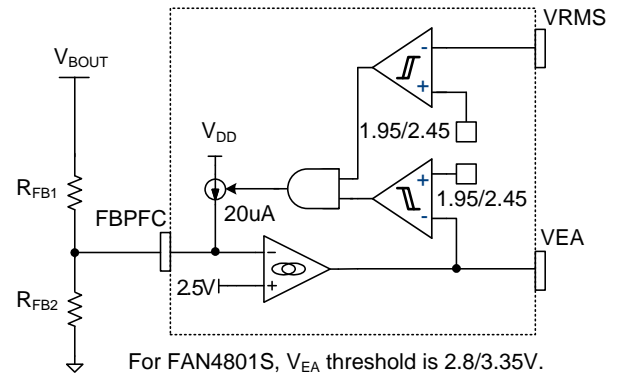 VRMS
V_BOUT
+
-
1.95/2.45
V_DD
R_FB1
+
-
1.95/2.45
FBPFC
20uA
VEA
-
2.5V
+
R_FB2
For FAN4801S, V_EA threshold is 2.8/3.35V.